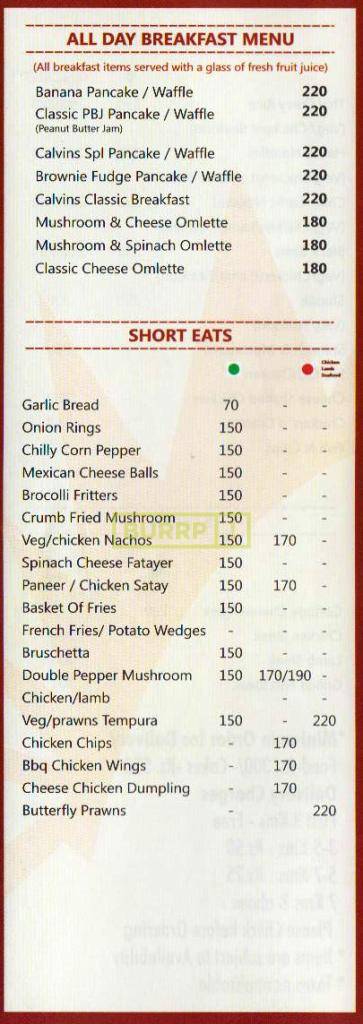 ALL DAY BREAKFAST MENU
(All breakfast items served with a glass of fresh fruit juice)
Banana Pancake / Waffle 220
Classic PBJ Pancake / Waffle 220
(Peanut Butter Jam)
Calvins Spl Pancake / Waffle 220
Brownie Fudge Pancake / Waffle 220
Calvins Classic Breakfast 220
Mushroom & Cheese Omlette 180
Mushroom & Spinach Omlette 180
Classic Cheese Omlette 180
SHORT EATS
Chicken
Lamb
Seafood
Garlic Bread 70 - -
Onion Rings 150
Chilly Corn Pepper 150 - -
Mexican Cheese Balls 150 - -
Brocolli Fritters 150 - -
Crumb Fried Mushroom 150 - -
BURRP
Veg/chicken Nachos 150 170 -
Spinach Cheese Fatayer 150 - -
Paneer / Chicken Satay 150 170 -
Basket Of Fries 150 - -
French Fries/ Potato Wedges - - -
Bruschetta 150 - -
Double Pepper Mushroom 150 170/190 -
Chicken/lamb - -
Veg/prawns Tempura 150 - 220
Chicken Chips 170
Bbq Chicken Wings 170
Cheese Chicken Dumpling 170
Butterfly Prawns 220